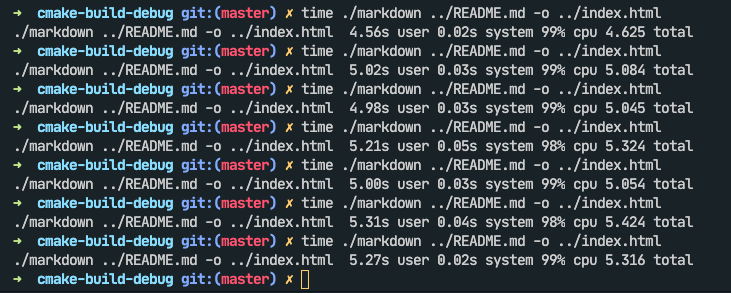 ➜  cmake-build-debug git:(master) ✗ time ./markdown ../README.md -o ../index.html
./markdown ../README.md -o ../index.html  4.56s user 0.02s system 99% cpu 4.625 total
➜  cmake-build-debug git:(master) ✗ time ./markdown ../README.md -o ../index.html
./markdown ../README.md -o ../index.html  5.02s user 0.03s system 99% cpu 5.084 total
➜  cmake-build-debug git:(master) ✗ time ./markdown ../README.md -o ../index.html
./markdown ../README.md -o ../index.html  4.98s user 0.03s system 99% cpu 5.045 total
➜  cmake-build-debug git:(master) ✗ time ./markdown ../README.md -o ../index.html
./markdown ../README.md -o ../index.html  5.21s user 0.05s system 98% cpu 5.324 total
➜  cmake-build-debug git:(master) ✗ time ./markdown ../README.md -o ../index.html
./markdown ../README.md -o ../index.html  5.00s user 0.03s system 99% cpu 5.054 total
➜  cmake-build-debug git:(master) ✗ time ./markdown ../README.md -o ../index.html
./markdown ../README.md -o ../index.html  5.31s user 0.04s system 98% cpu 5.424 total
➜  cmake-build-debug git:(master) ✗ time ./markdown ../README.md -o ../index.html
./markdown ../README.md -o ../index.html  5.27s user 0.02s system 99% cpu 5.316 total
➜  cmake-build-debug git:(master) ✗